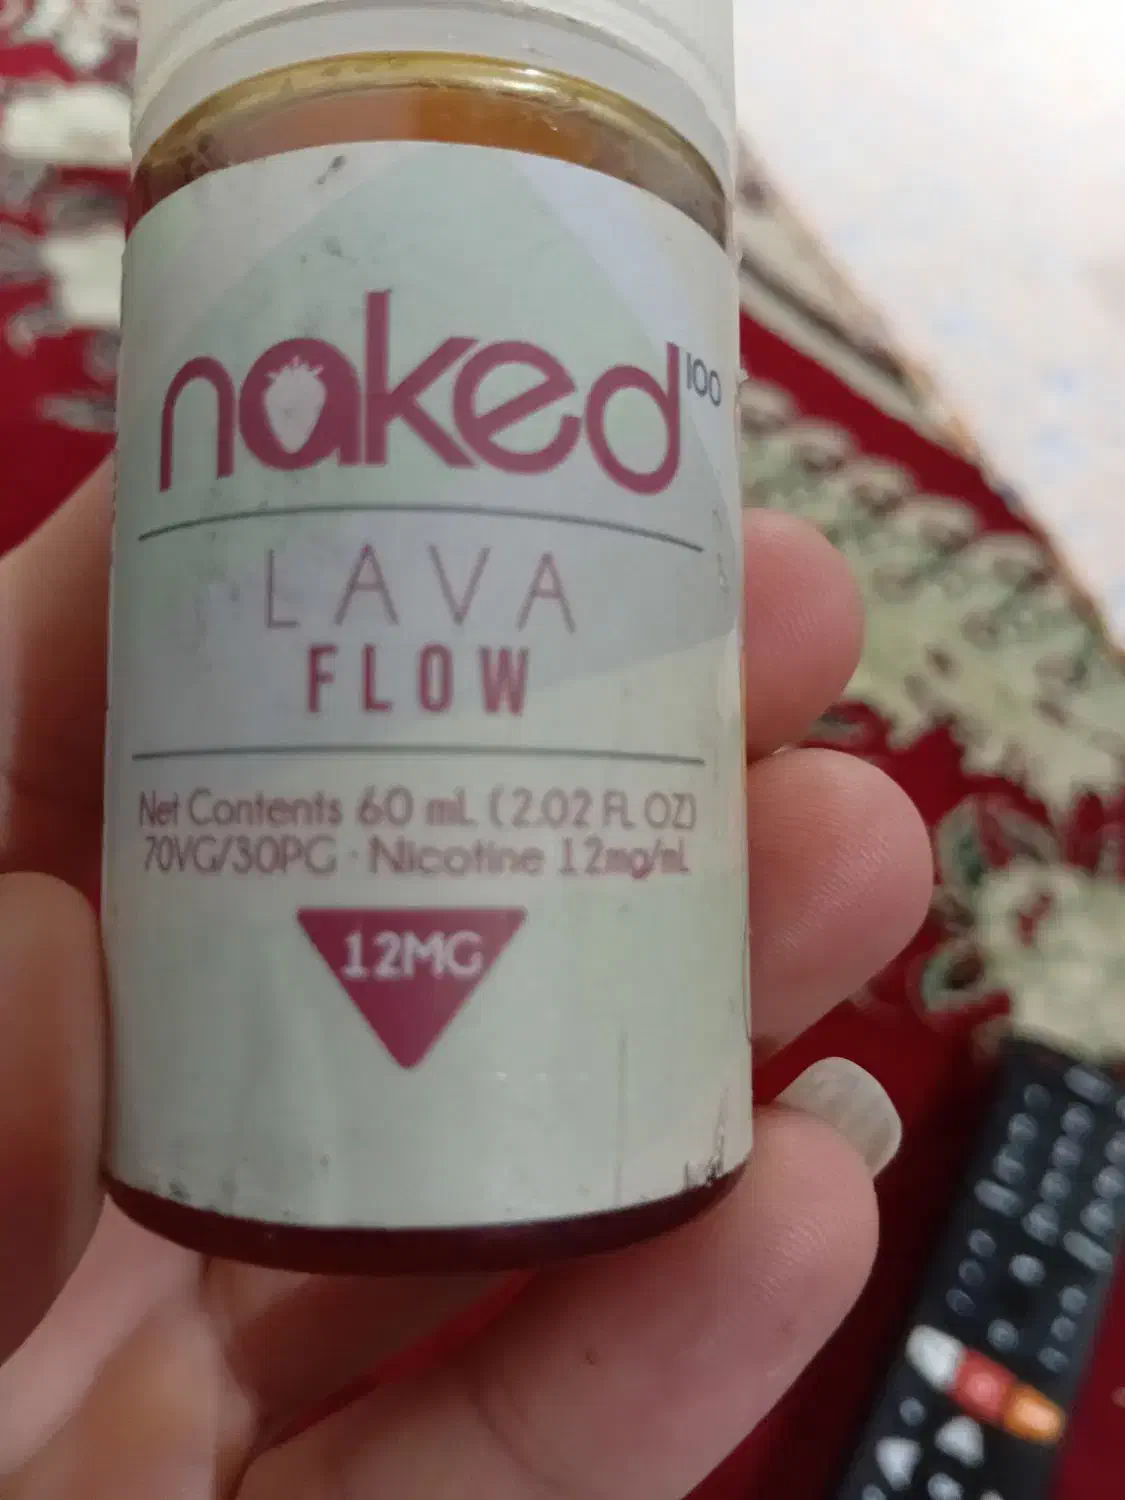 naked 100
LAVA
FLOW
Net Contents 60 mL (2.02 FL OZ)
70VG/30PG · Nicotine 12mg/mL
12MG